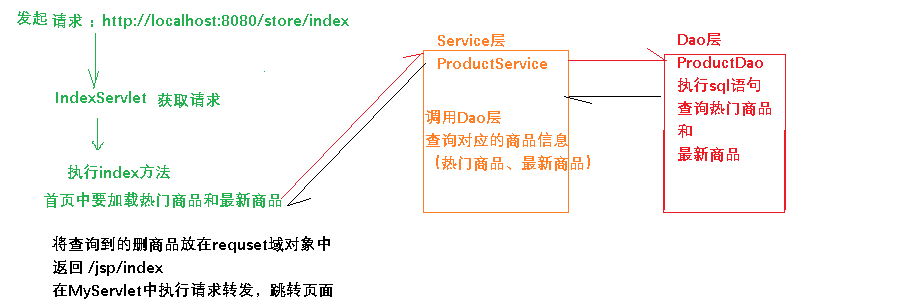 发起请求：http://localhost:8080/store/index
IndexServlet 获取请求
执行index方法
首页中要加载热门商品和最新商品
将查询到的删商品放在requset域对象中
返回 /jsp/index
在MyServlet中执行请求转发，跳转页面
Service层
ProductService
调用Dao层
查询对应的商品信息
（热门商品、最新商品）
Dao层
ProductDao
执行sql语句
查询热门商品
和
最新商品